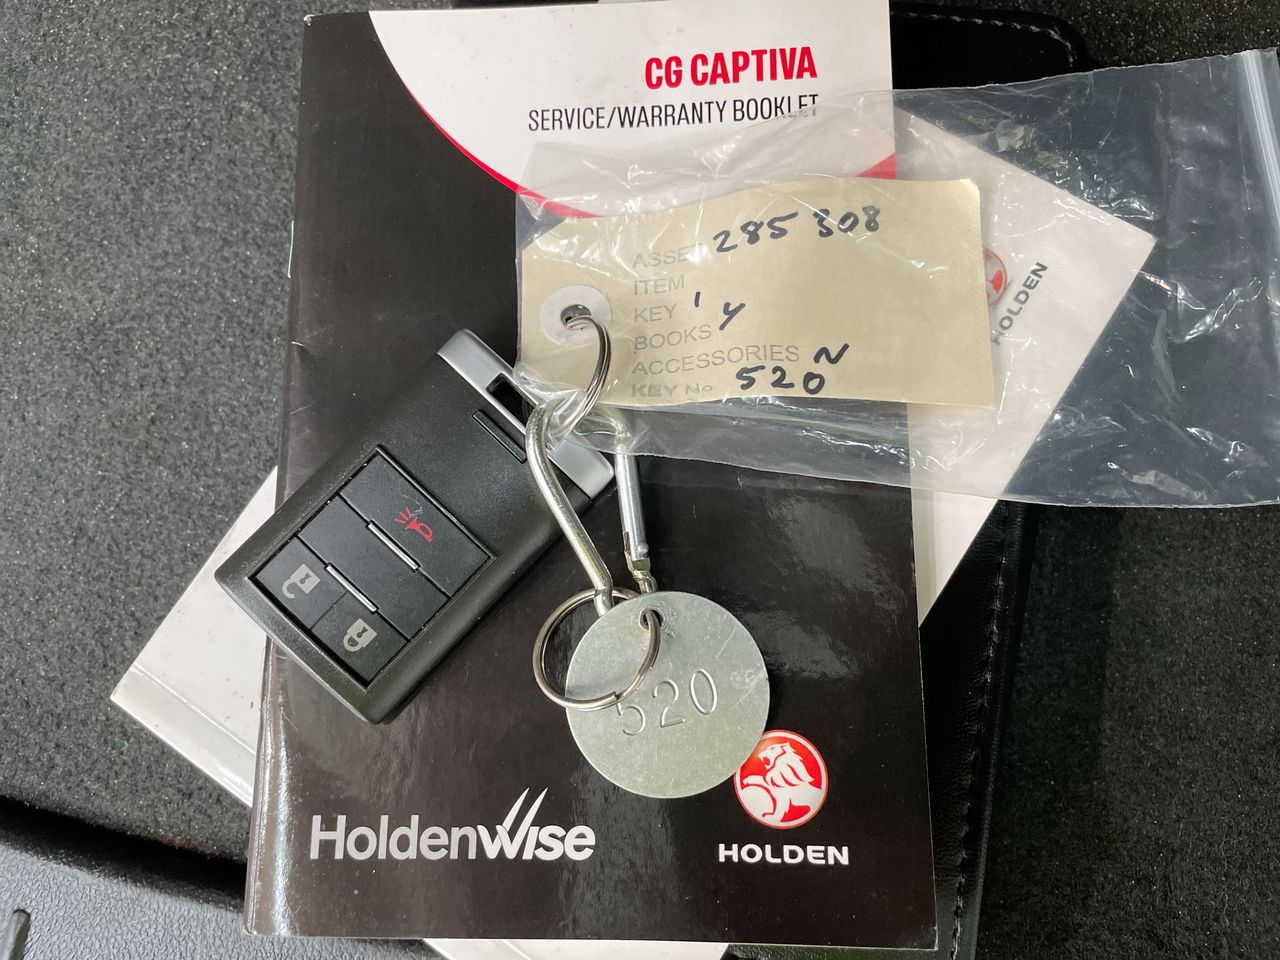 CG CAPTIVA
SERVICE/WARRANTY BOOKLET
ASSET 285 308
ITEM
KEY 1
BOOKS y
ACCESSORIES N
KEY No 520
HOLDEN
520
HoldenWise
HOLDEN